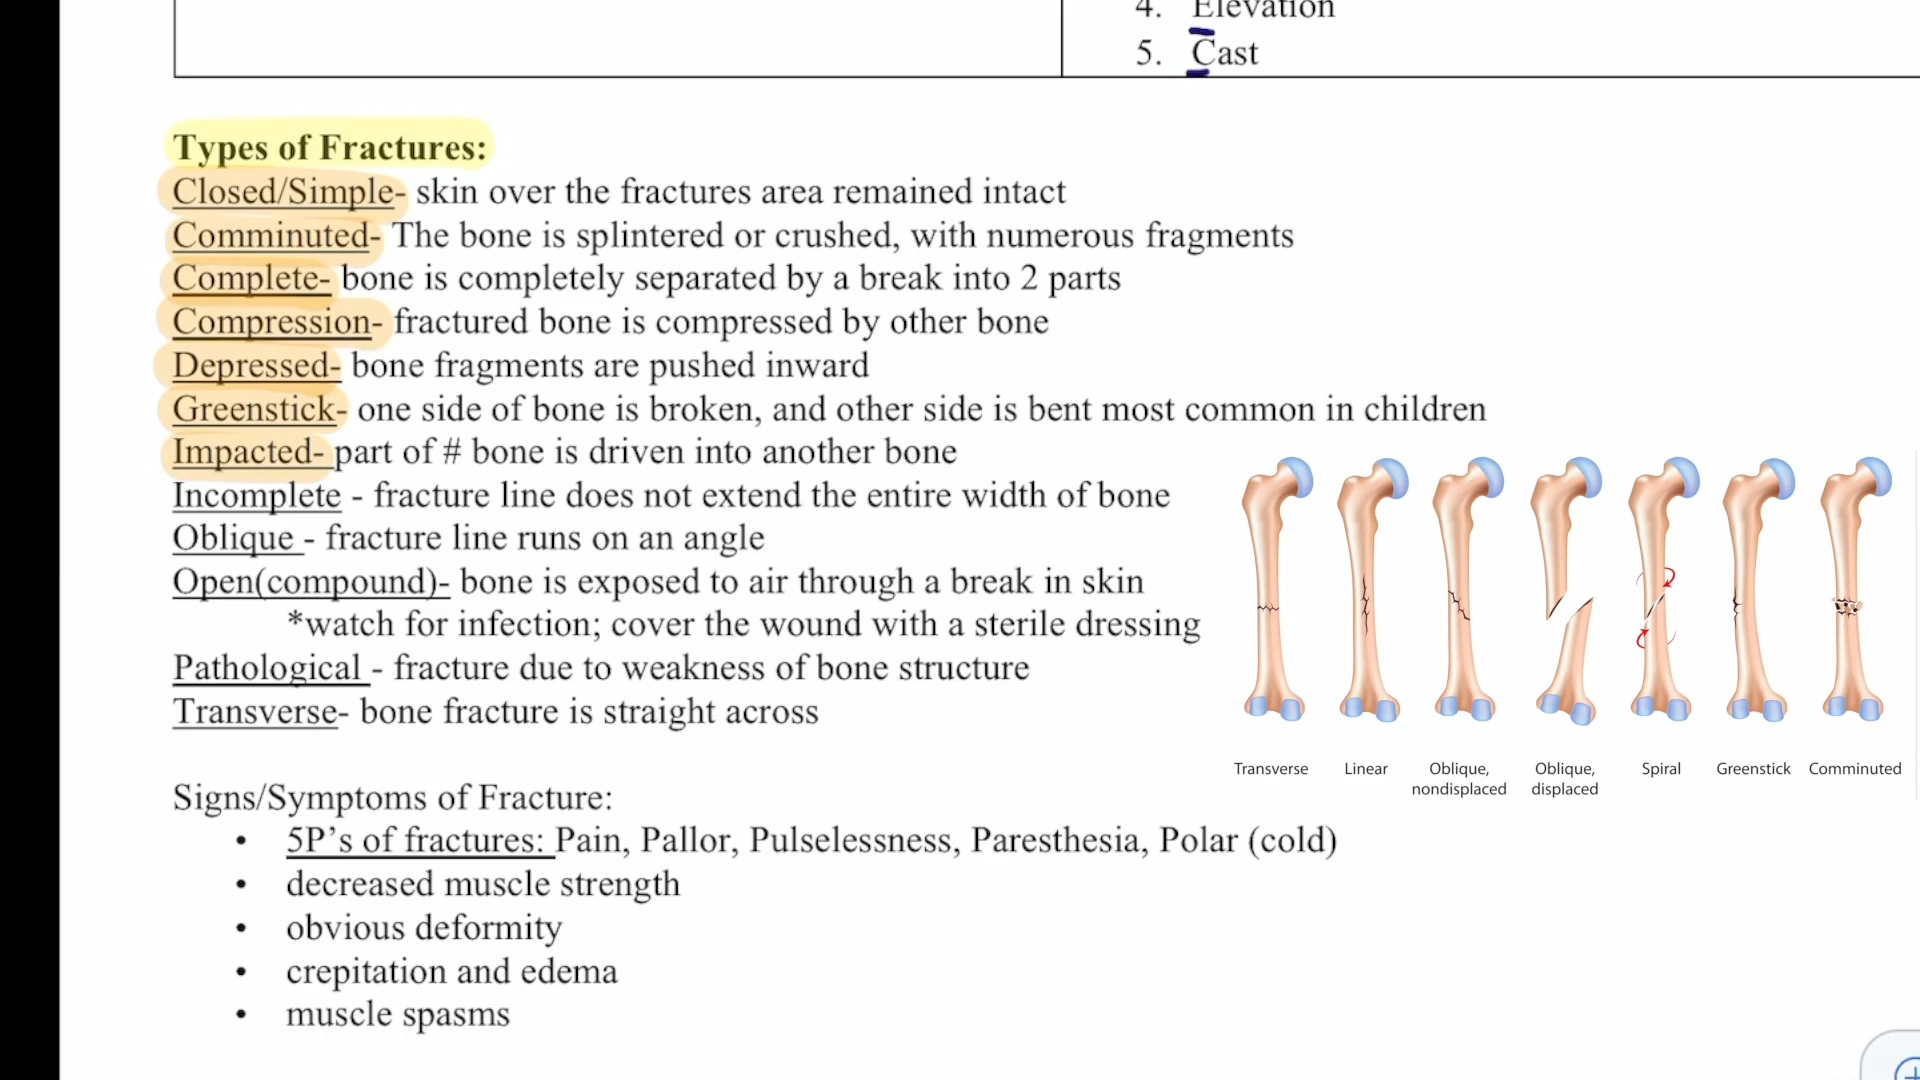 4. Elevation
5. Cast
Types of Fractures:
Closed/Simple- skin over the fractures area remained intact
Comminuted- The bone is splintered or crushed, with numerous fragments
Complete- bone is completely separated by a break into 2 parts
Compression- fractured bone is compressed by other bone
Depressed- bone fragments are pushed inward
Greenstick- one side of bone is broken, and other side is bent most common in children
Impacted- part of # bone is driven into another bone
Incomplete - fracture line does not extend the entire width of bone
Oblique - fracture line runs on an angle
Open(compound)- bone is exposed to air through a break in skin
*watch for infection; cover the wound with a sterile dressing
Pathological - fracture due to weakness of bone structure
Transverse- bone fracture is straight across
Transverse
Linear
Oblique,
nondisplaced
Oblique,
displaced
Spiral
Greenstick
Comminuted
Signs/Symptoms of Fracture:
• 5P’s of fractures: Pain, Pallor, Pulselessness, Paresthesia, Polar (cold)
• decreased muscle strength
• obvious deformity
• crepitation and edema
• muscle spasms